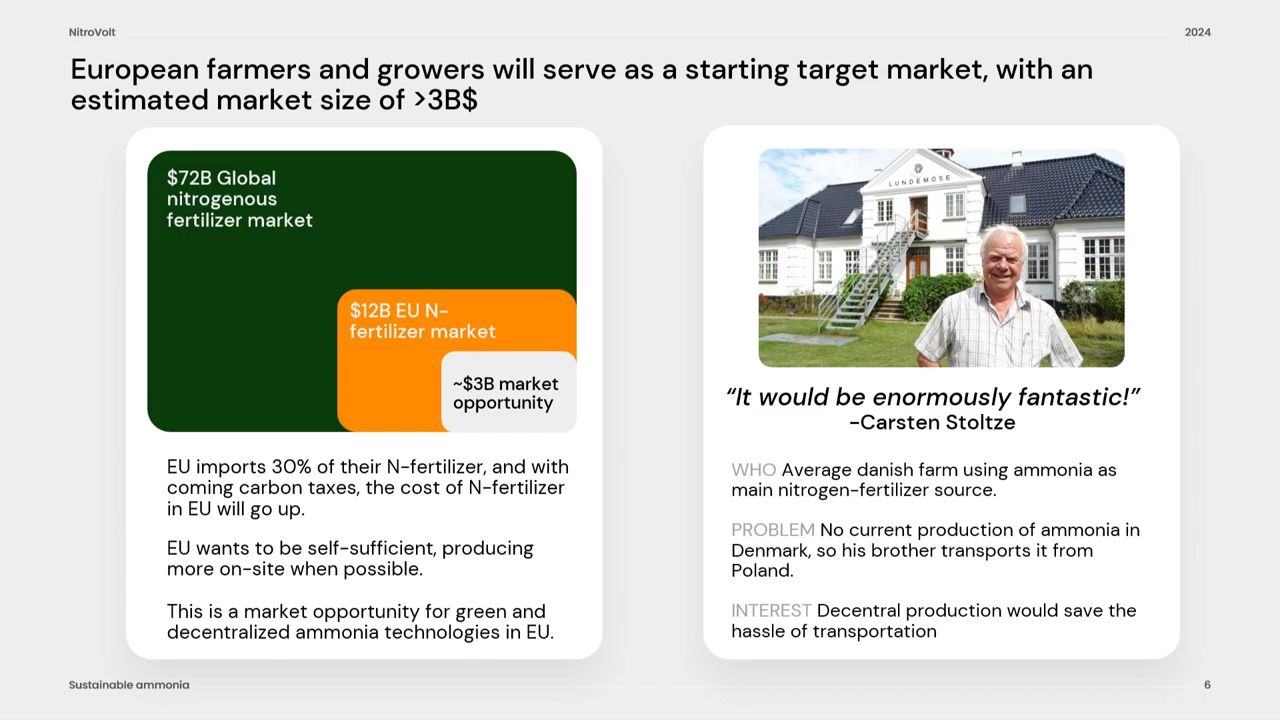 NitroVolt
2024
European farmers and growers will serve as a starting target market, with an
estimated market size of >3B$
$72B Global
nitrogenous
fertilizer market
$12B EU N-
fertilizer market
~$3B market
opportunity
EU imports 30% of their N-fertilizer, and with
coming carbon taxes, the cost of N-fertilizer
in EU will go up.
EU wants to be self-sufficient, producing
more on-site when possible.
This is a market opportunity for green and
decentralized ammonia technologies in EU.
LUNDEMOSE
“It would be enormously fantastic!”
-Carsten Stoltze
WHO Average danish farm using ammonia as
main nitrogen-fertilizer source.
PROBLEM No current production of ammonia in
Denmark, so his brother transports it from
Poland.
INTEREST Decentral production would save the
hassle of transportation
Sustainable ammonia
6